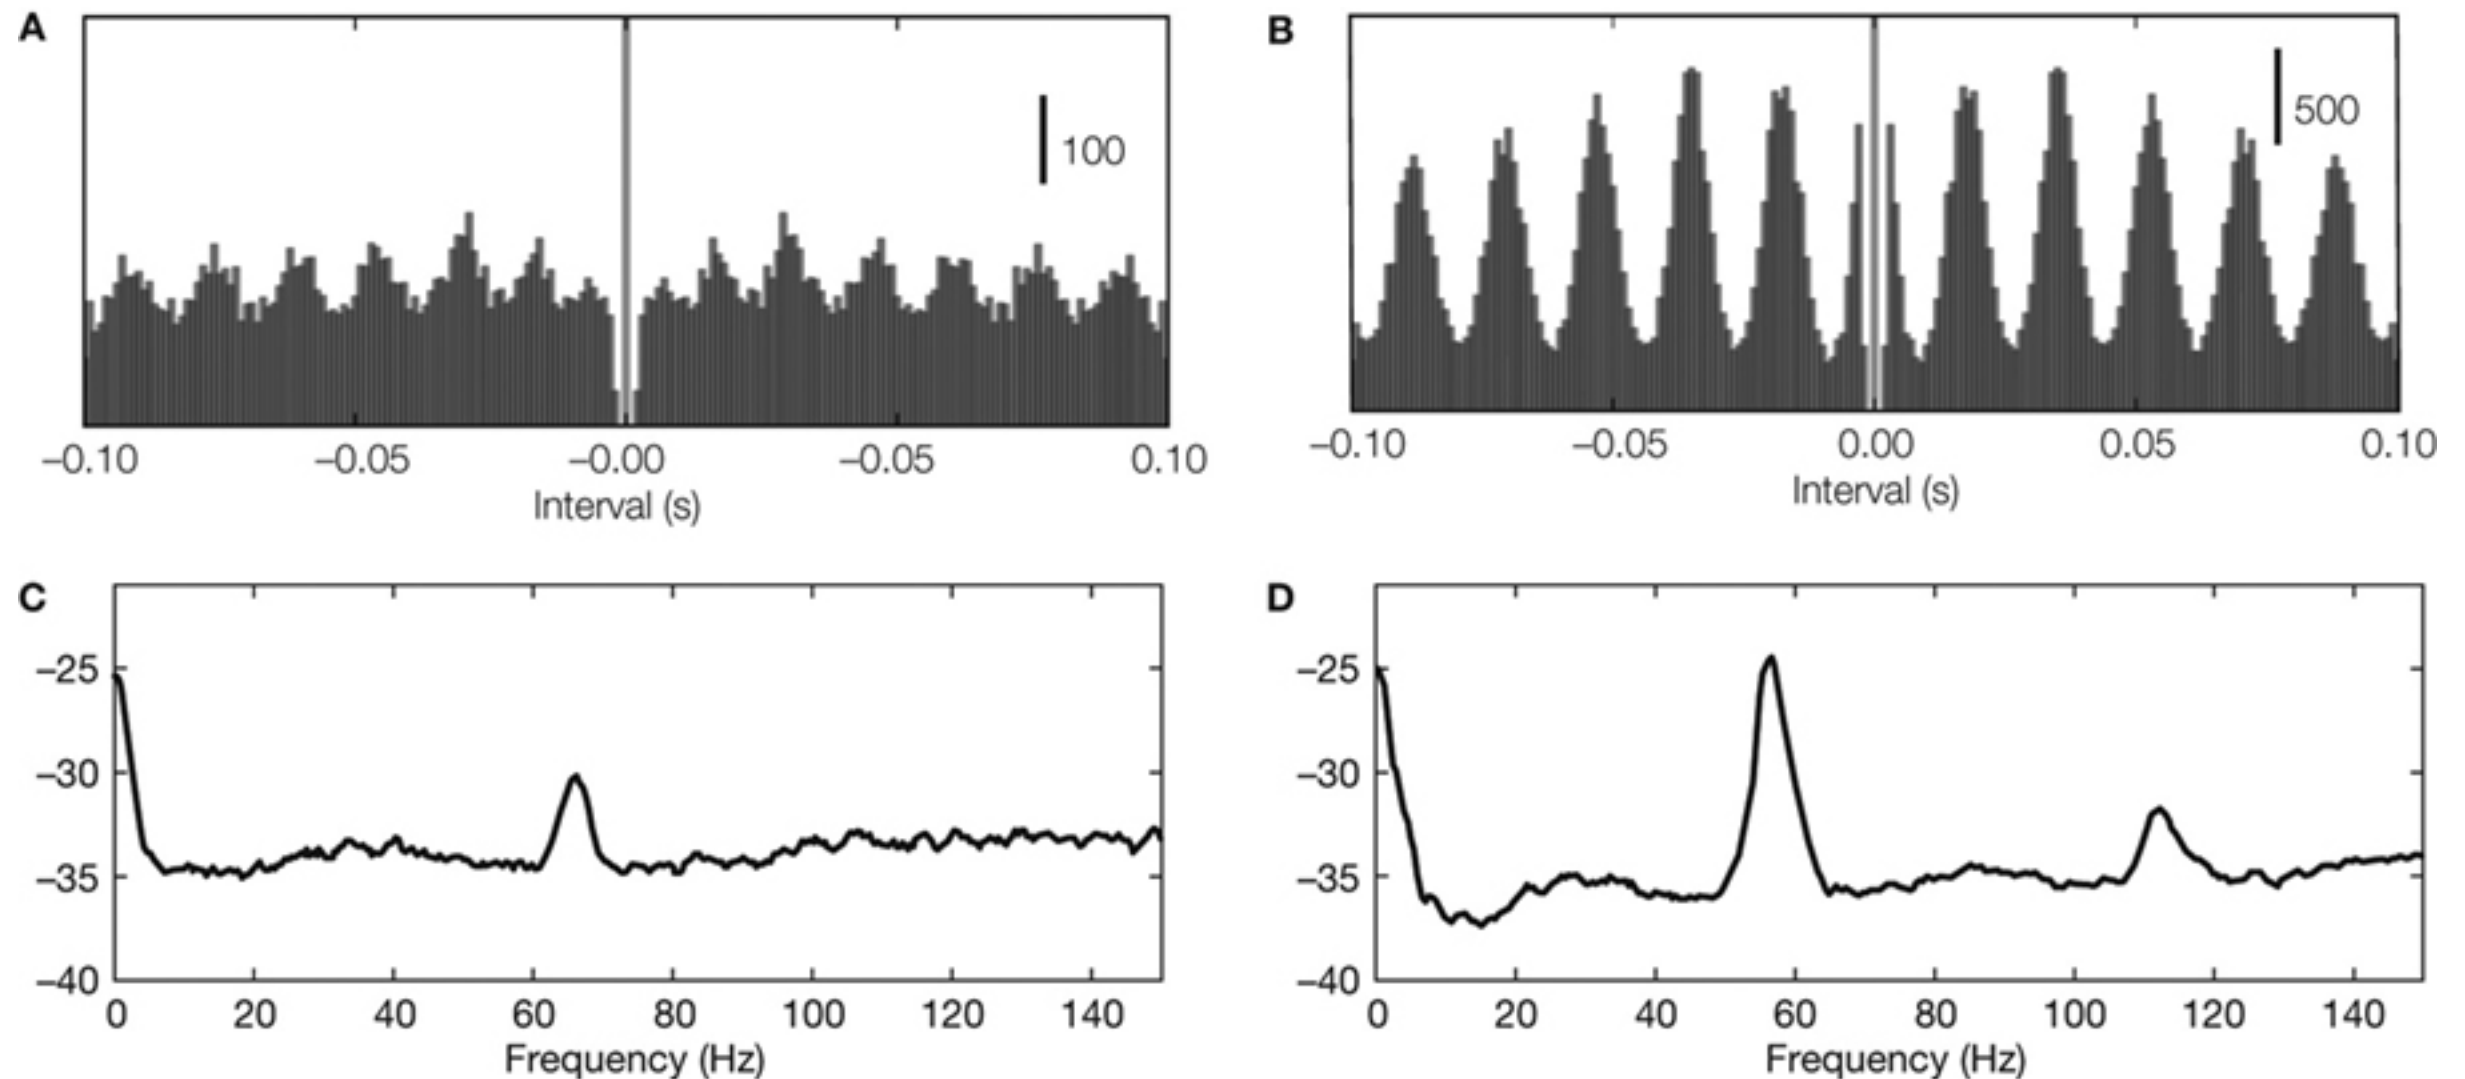 A
100
–0.10 –0.05 –0.00 –0.05 0.10
Interval (s)
B
500
–0.10 –0.05 0.00 0.05 0.10
Interval (s)
C
–25
–30
–35
–40
0 20 40 60 80 100 120 140
Frequency (Hz)
D
–25
–30
–35
–40
0 20 40 60 80 100 120 140
Frequency (Hz)